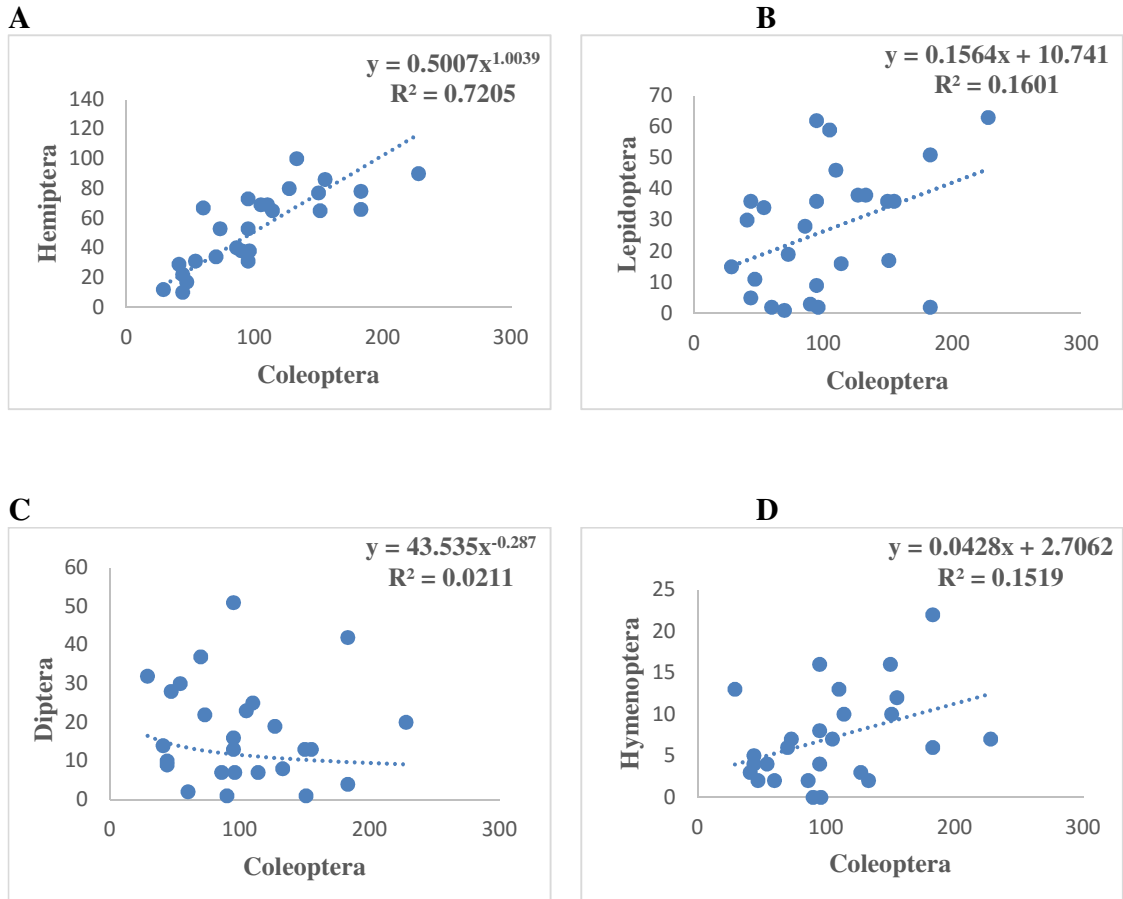 A
y = 0.5007x^1.0039
R² = 0.7205
140
120
100
80
60
40
20
0
Hemiptera
0 100 200 300
Coleoptera
B
y = 0.1564x + 10.741
R² = 0.1601
70
60
50
40
30
20
10
0
Lepidoptera
0 100 200 300
Coleoptera
C
y = 43.535x^-0.287
R² = 0.0211
60
50
40
30
20
10
0
Diptera
0 100 200 300
Coleoptera
D
y = 0.0428x + 2.7062
R² = 0.1519
25
20
15
10
5
0
Hymenoptera
0 100 200 300
Coleoptera